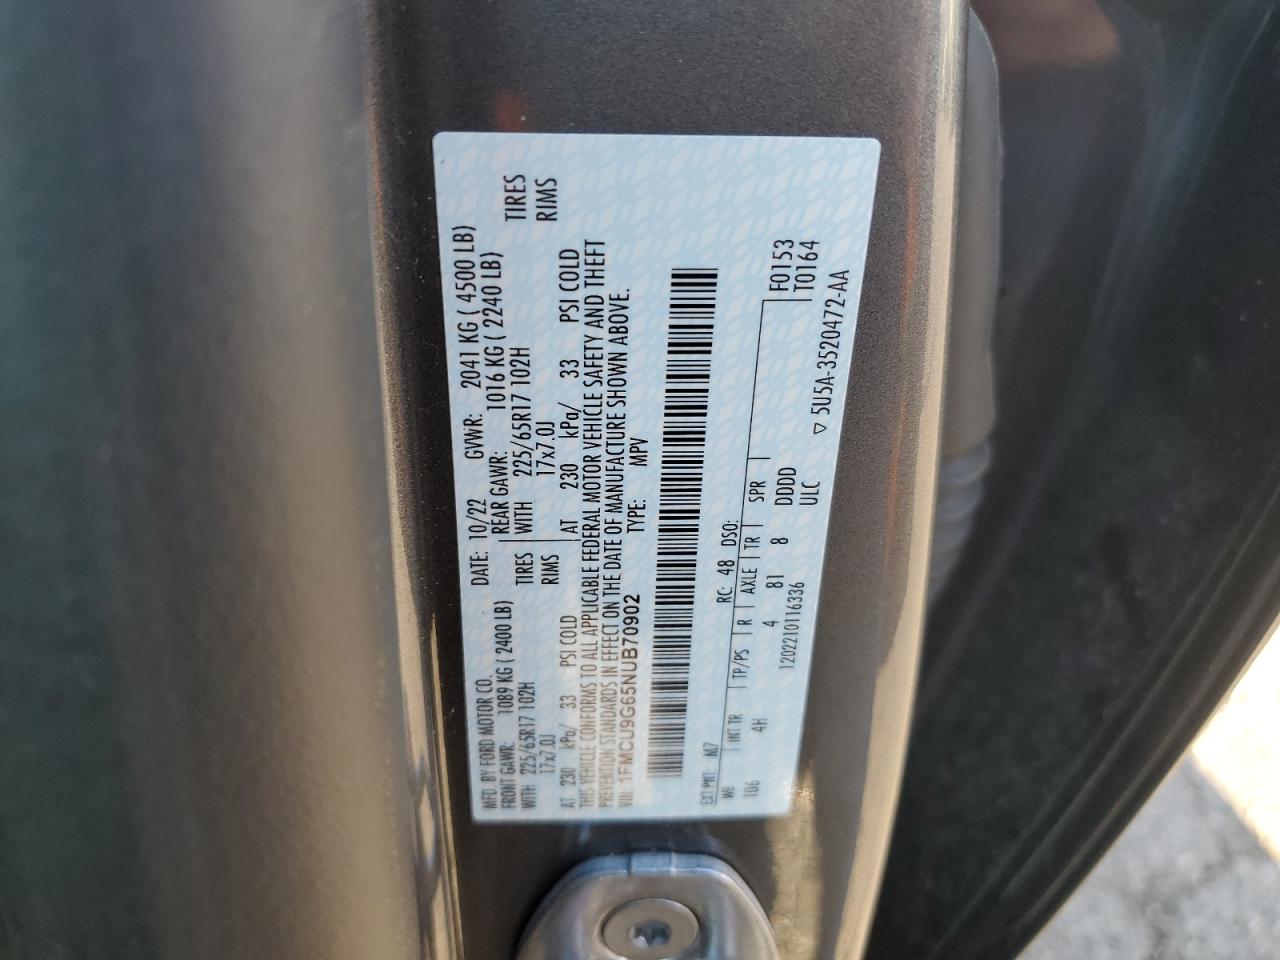 MFD. BY FORD MOTOR CO. DATE: 10/22 GVWR: 2041 KG ( 4500 LB)
FRONT GAWR: 1089 KG ( 2400 LB) REAR GAWR: 1016 KG ( 2240 LB)
WITH 225/65R17 102H TIRES WITH 225/65R17 102H TIRES
17x7.0J RIMS 17x7.0J RIMS
AT 230 kPa/ 33 PSI COLD AT 230 kPa/ 33 PSI COLD
THIS VEHICLE CONFORMS TO ALL APPLICABLE FEDERAL MOTOR VEHICLE SAFETY AND THEFT
PREVENTION STANDARDS IN EFFECT ON THE DATE OF MANUFACTURE SHOWN ABOVE.
VIN: 1FMCU9G65NUB70902 TYPE: MPV
EXT PNT: M7 RC: 48 DSO: F0153
WB INT TR TP/PS R AXLE TR SPR T0164
106 4H 4 81 8 DDDD
ULC
1202210116336 ▽ 5U5A-3520472-AA